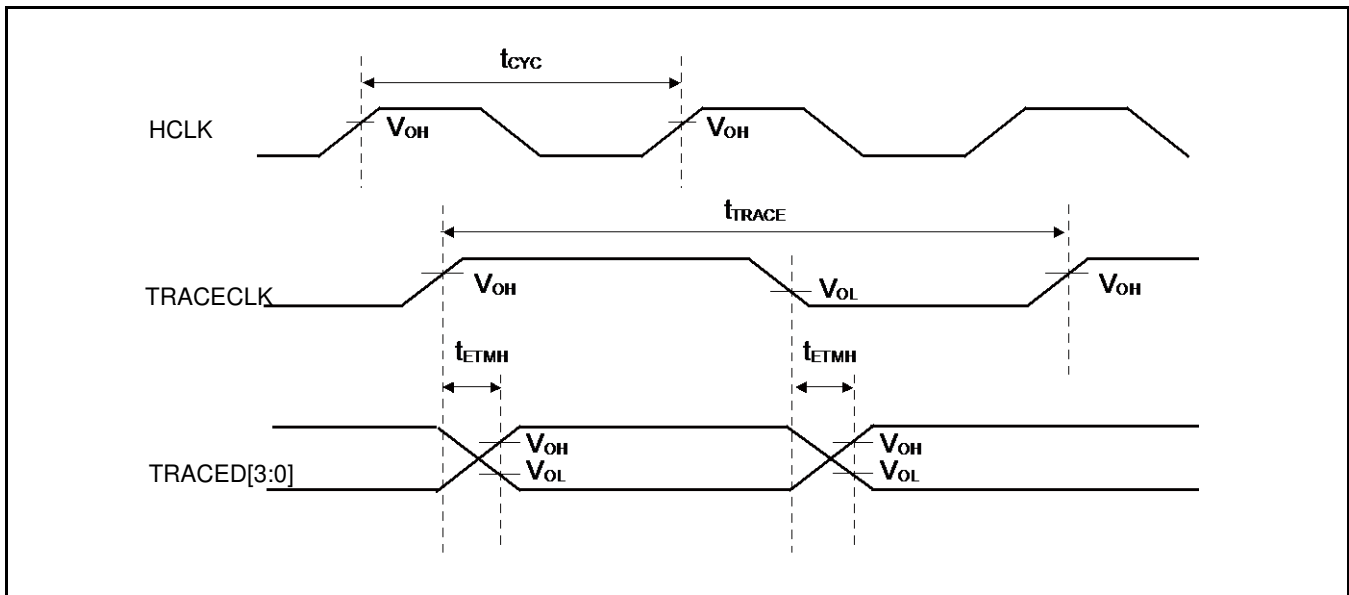 tCYC
HCLK
VOH
VOH
tTRACE
TRACECLK
VOH
VOL
VOH
tETMH
tETMH
TRACED[3:0]
VOH
VOL
VOH
VOL